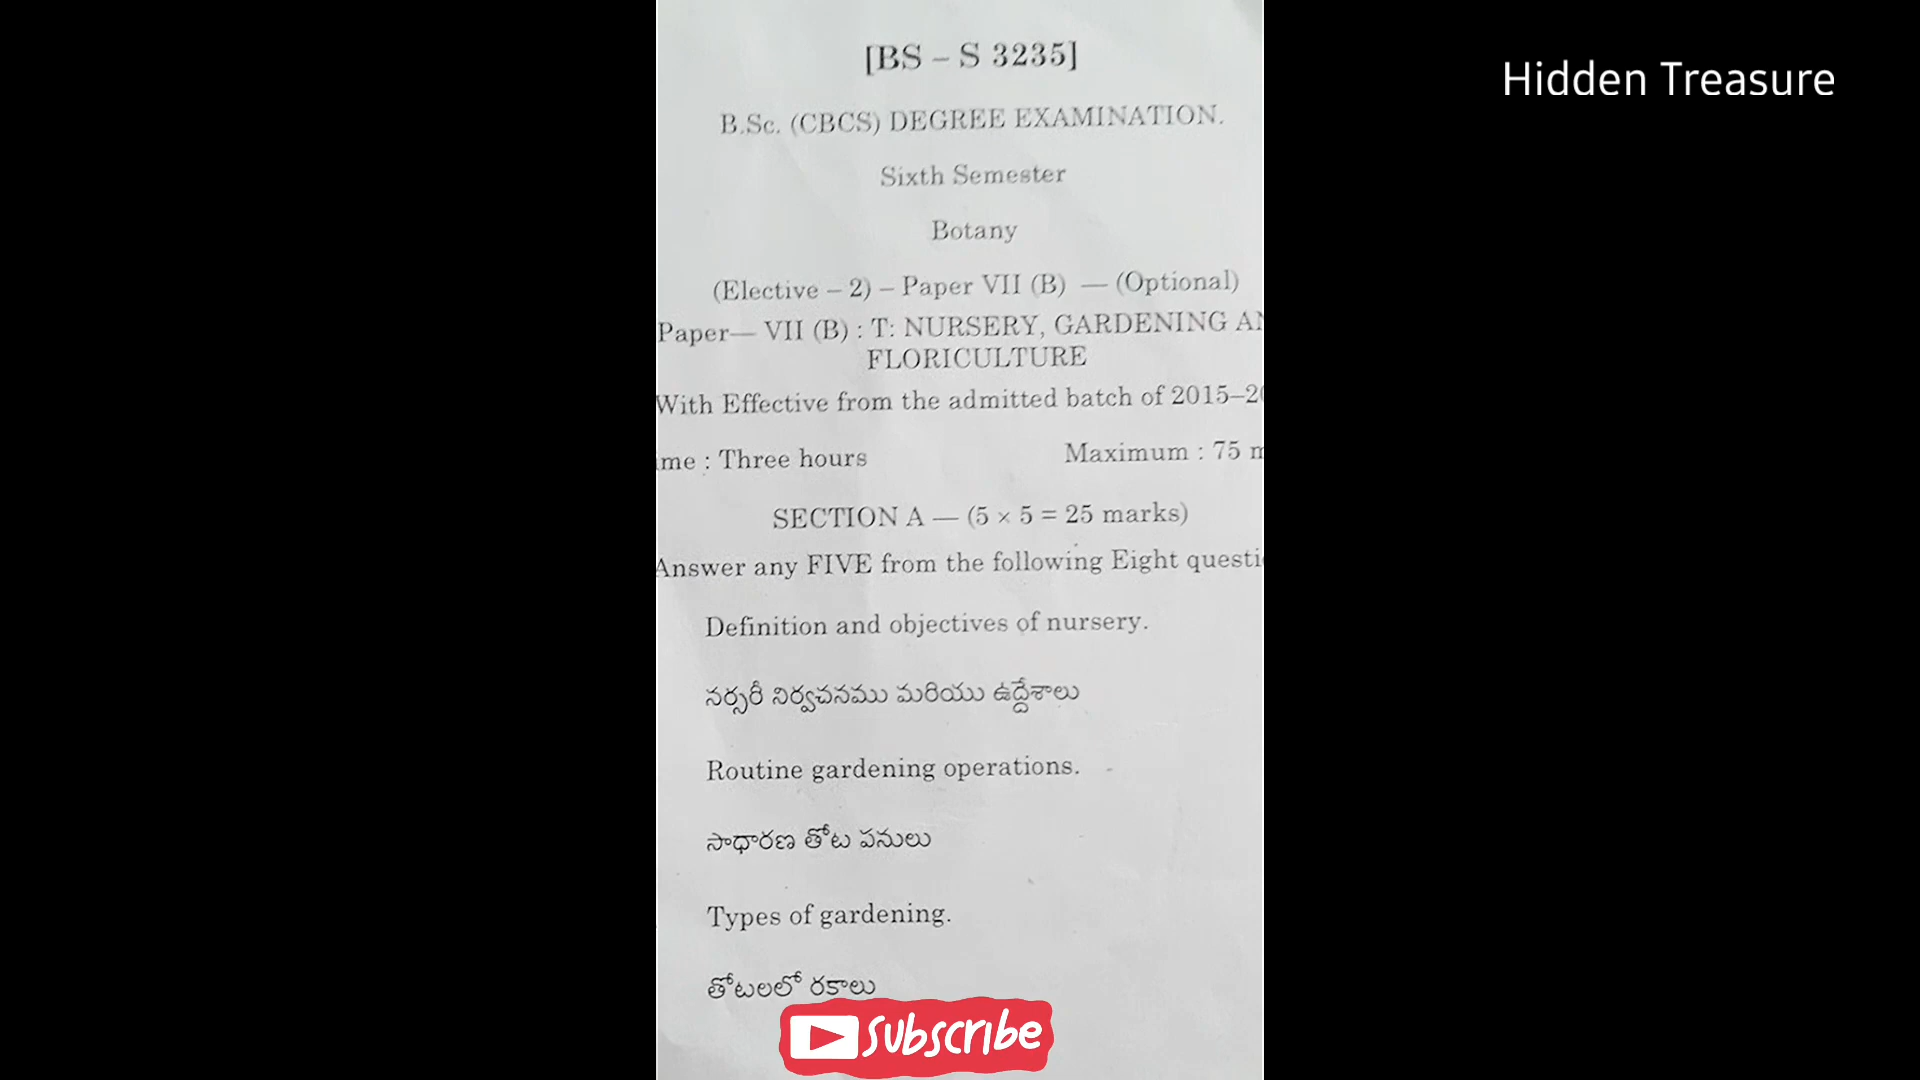 [BS – S 3235]
Hidden Treasure
B.Sc. (CBCS) DEGREE EXAMINATION.
Sixth Semester
Botany
(Elective – 2) – Paper VII (B) — (Optional)
Paper— VII (B) : T: NURSERY, GARDENING
FLORICULTURE
With Effective from the admitted batch of
: Three hours Maximum : 75
SECTION A — (5 × 5 = 25 marks)
Answer any FIVE from the following Eight
Definition and objectives of nursery.
నర్సరీ నిర్వచనము మరియు ఉద్దేశాలు
Routine gardening operations.
సాధారణ తోట పనులు
Types of gardening.
తోటలలో రకాలు
Subscribe